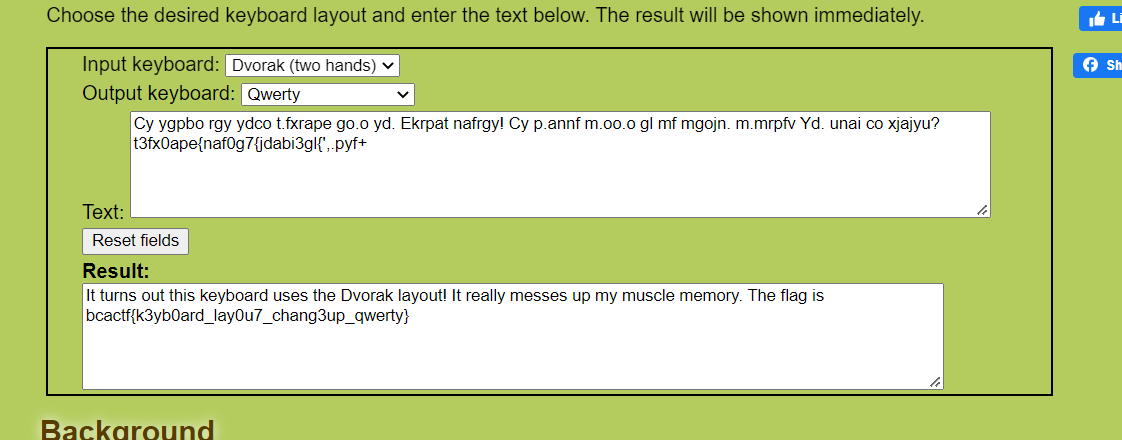 Choose the desired keyboard layout and enter the text below. The result will be shown immediately.
Li
Input keyboard: Dvorak (two hands)
Sh
Output keyboard: Qwerty
Cy ygpbo rgy ydco t.fxrape go.o yd. Ekrpat nafrgy! Cy p.annf m.oo.o gl mf mgojn. m.mrpfv Yd. unai co xjajyu?
t3fx0ape{naf0g7{jdabi3gl{',.pyf+
Text:
Reset fields
Result:
It turns out this keyboard uses the Dvorak layout! It really messes up my muscle memory. The flag is
bcactf{k3yb0ard_lay0u7_chang3up_qwerty}
Background